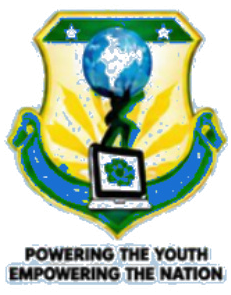 POWERING THE YOUTH
EMPOWERING THE NATION